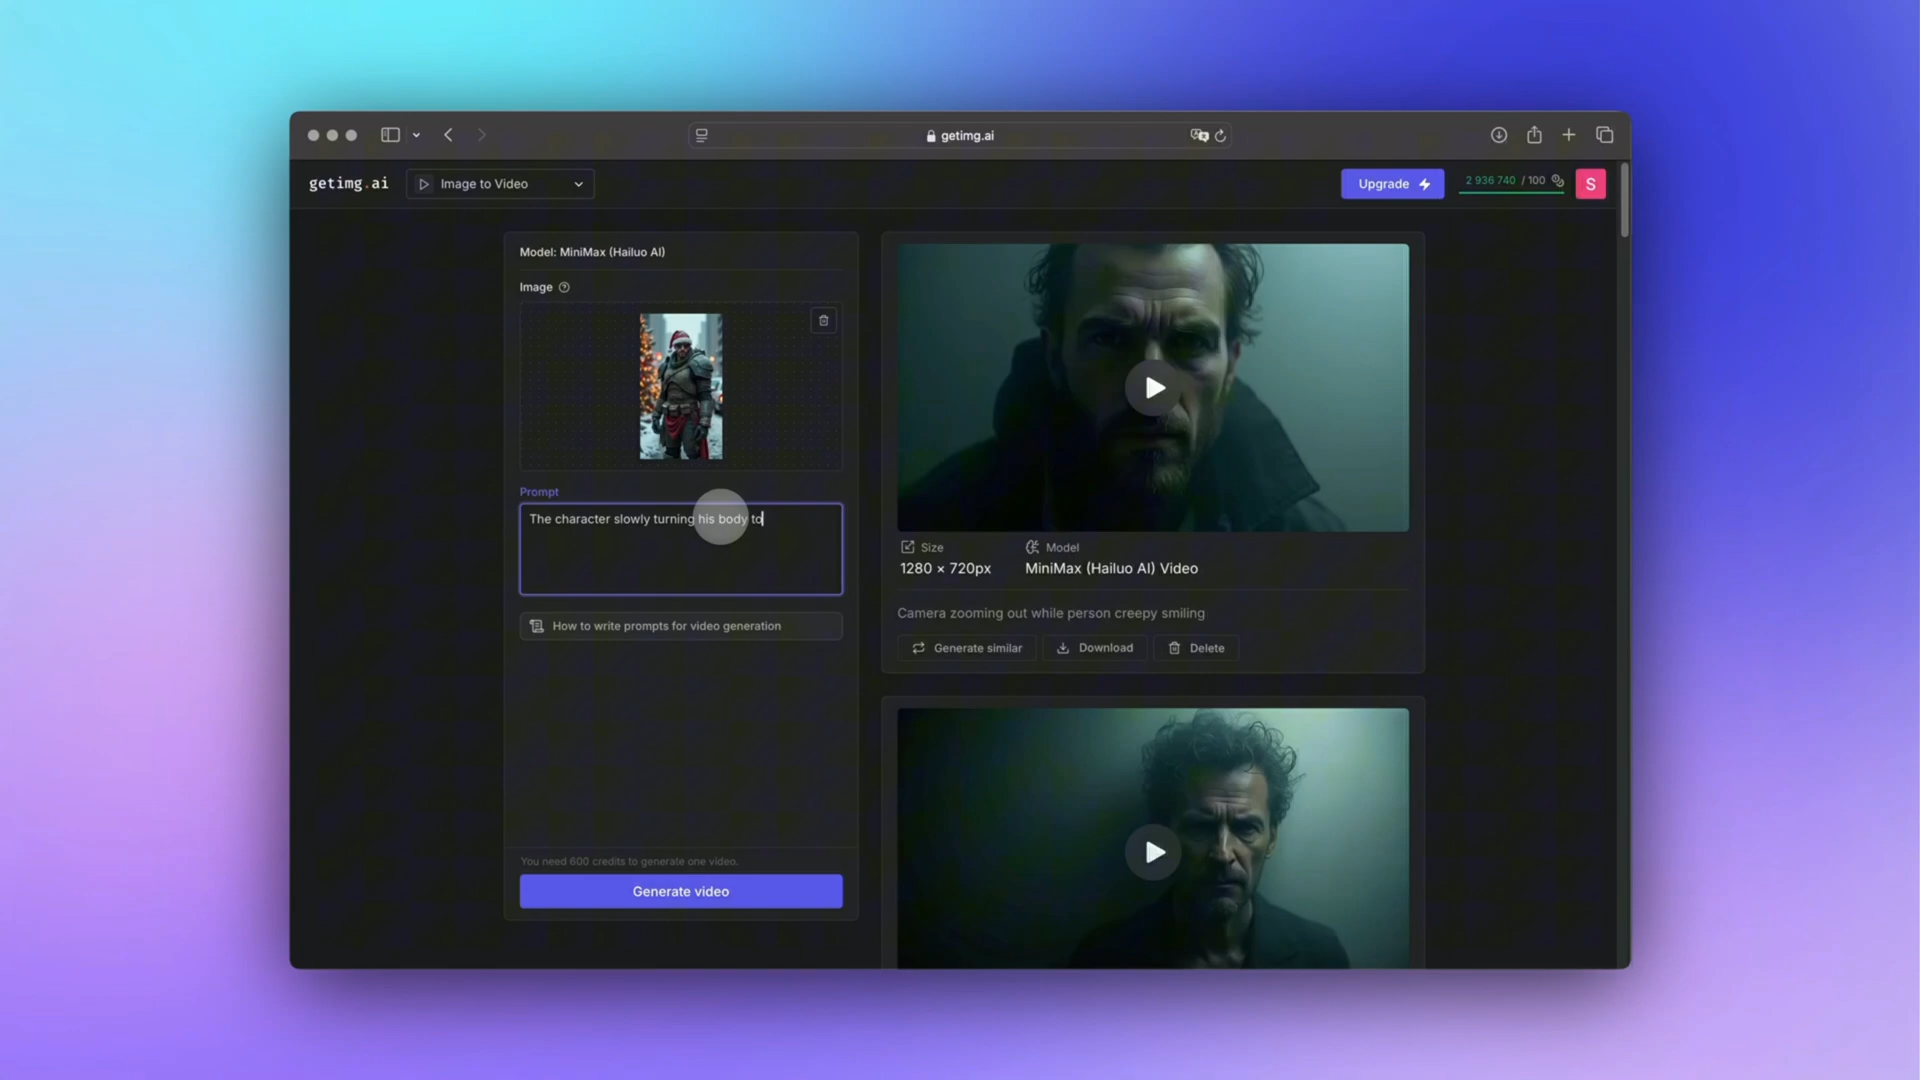 getimg.ai
getimg.ai
Image to Video
Upgrade
2 936 740 / 100
S
Model: MiniMax (Hailuo AI)
Image
Prompt
The character slowly turning his body to
How to write prompts for video generation
You need 600 credits to generate one video.
Generate video
Size
Model
1280 × 720px
MiniMax (Hailuo AI) Video
Camera zooming out while person creepy smiling
Generate similar
Download
Delete